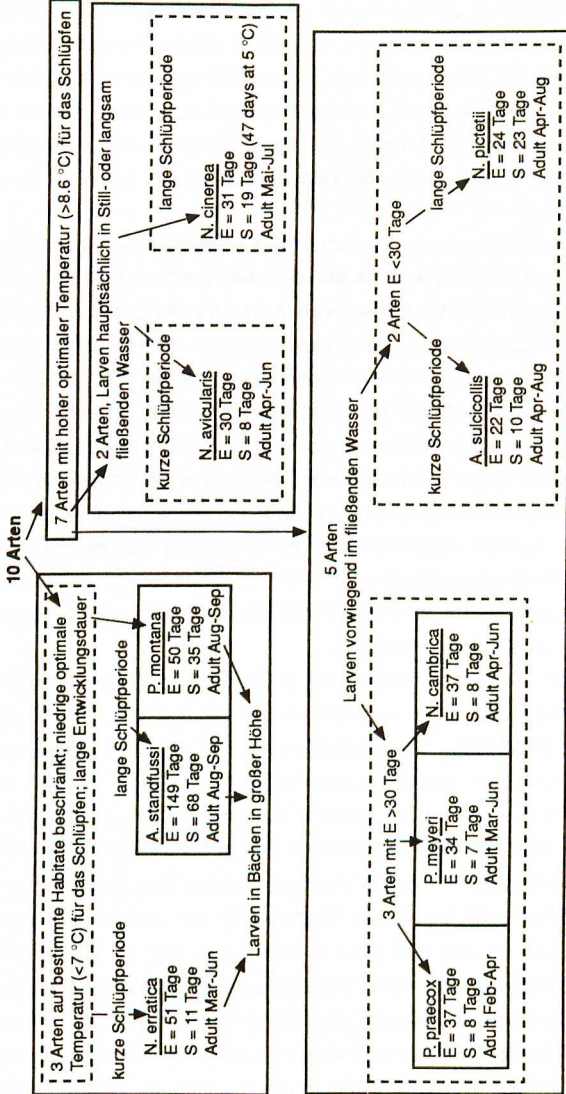 10 Arten
3 Arten auf bestimmte Habitate beschränkt; niedrige optimale
Temperatur (<7 °C) für das Schlüpfen; lange Entwicklungsdauer
kurze Schlüpfperiode
N. erratica
E = 51 Tage
S = 11 Tage
Adult Mar-Jun
lange Schlüpfperiode
A. standfussi
E = 149 Tage
S = 68 Tage
Adult Aug-Sep
P. montana
E = 50 Tage
S = 35 Tage
Adult Aug-Sep
Larven in Bächen in großer Höhe
7 Arten mit hoher optimaler Temperatur (>8.6 °C) für das Schlüpfen
2 Arten, Larven hauptsächlich in Still- oder langsam
fließenden Wasser
kurze Schlüpfperiode
N. avicularis
E = 30 Tage
S = 8 Tage
Adult Apr-Jun
lange Schlüpfperiode
N. cinerea
E = 31 Tage
S = 19 Tage (47 days at 5 °C)
Adult Mai-Jul
5 Arten
Larven vorwiegend im fließenden Wasser
3 Arten mit E >30 Tage
P. praecox
E = 37 Tage
S = 8 Tage
Adult Feb-Apr
P. meyeri
E = 34 Tage
S = 7 Tage
Adult Mar-Jun
N. cambrica
E = 37 Tage
S = 8 Tage
Adult Apr-Jun
2 Arten E <30 Tage
kurze Schlüpfperiode
A. sulcicollis
E = 22 Tage
S = 10 Tage
Adult Apr-Aug
lange Schlüpfperiode
N. pictetii
E = 24 Tage
S = 23 Tage
Adult Apr-Aug